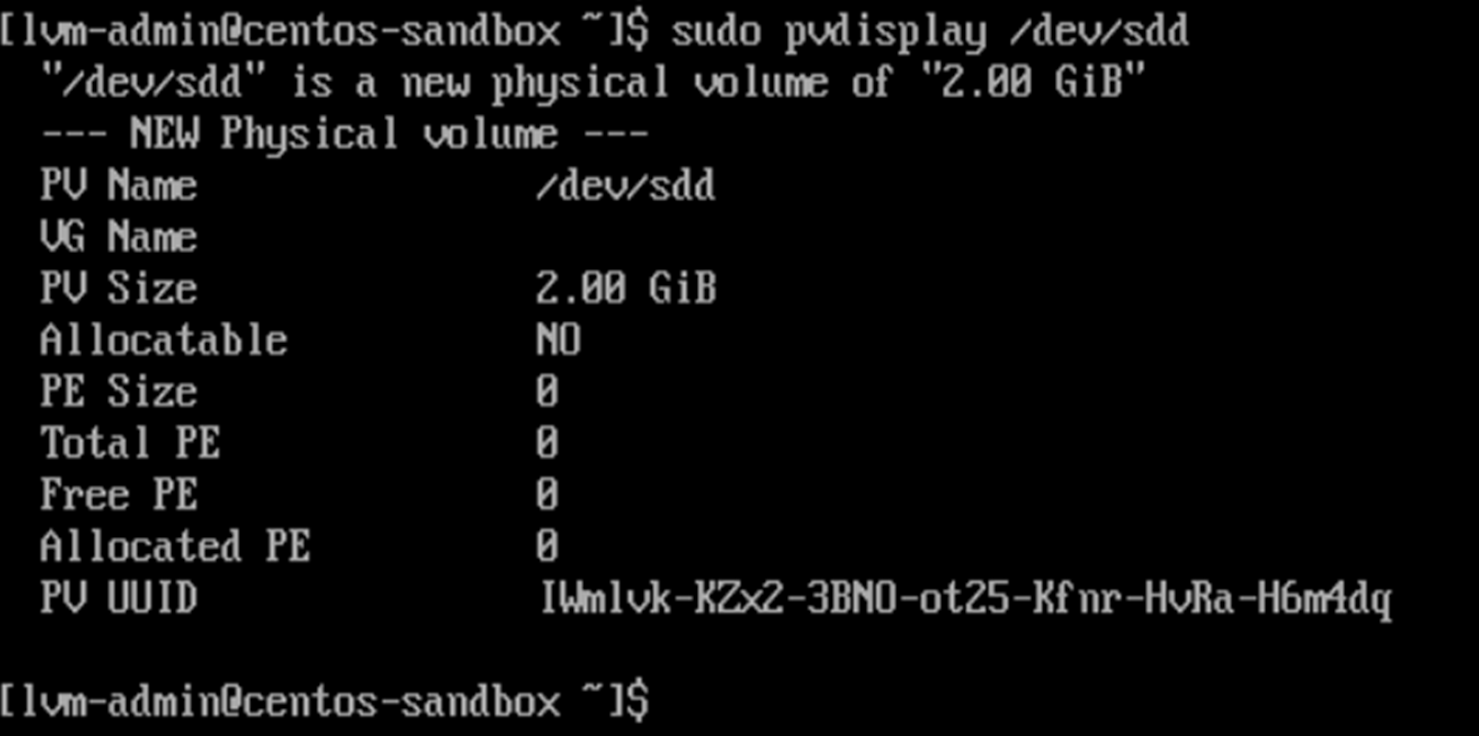 [lvm-admin@centos-sandbox ~]$ sudo pvdisplay /dev/sdd
"/dev/sdd" is a new physical volume of "2.00 GiB"
--- NEW Physical volume ---
PV Name /dev/sdd
VG Name
PV Size 2.00 GiB
Allocatable NO
PE Size 0
Total PE 0
Free PE 0
Allocated PE 0
PV UUID IWmlvk-KZx2-3BNO-ot25-Kfnr-HvRa-H6m4dq
[lvm-admin@centos-sandbox ~]$